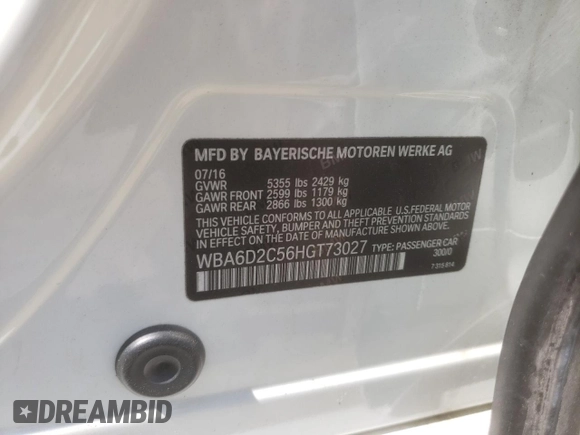 MFD BY BAYERISCHE MOTOREN WERKE AG
07/16
GVWR 5355 lbs 2429 kg
GAWR FRONT 2599 lbs 1179 kg
GAWR REAR 2866 lbs 1300 kg
THIS VEHICLE CONFORMS TO ALL APPLICABLE U.S.FEDERAL MOTOR
VEHICLE SAFETY, BUMPER AND THEFT PREVENTION STANDARDS
IN EFFECT ON THE DATE OF MANUFACTURE SHOWN ABOVE.
WBA6D2C56HGT73027 TYPE: PASSENGER CAR
300/0
DREAMBID